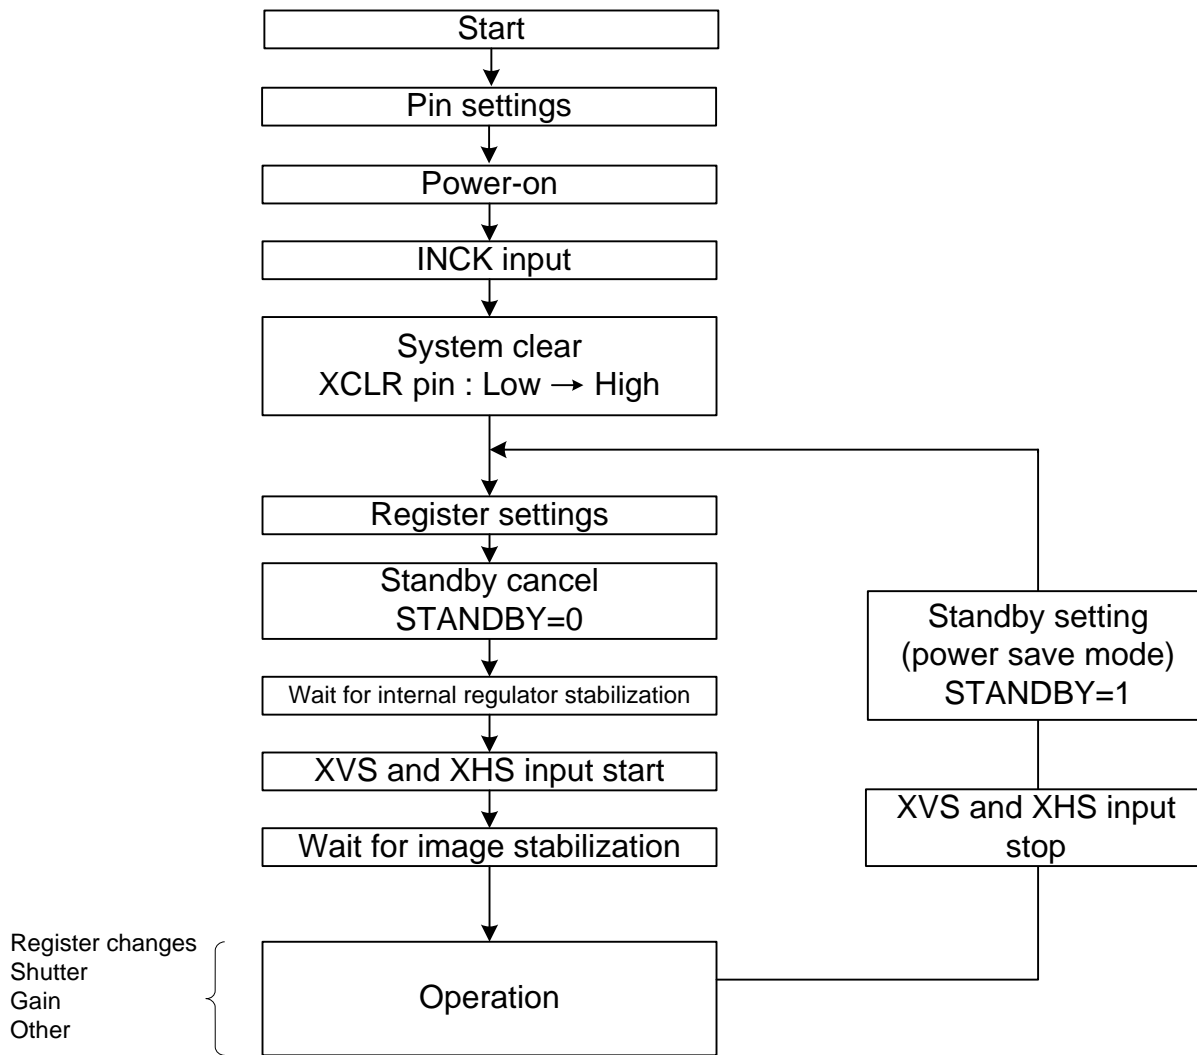 Start
Pin settings
Power-on
INCK input
System clear
XCLR pin : Low → High
Register settings
Standby cancel
STANDBY=0
Wait for internal regulator stabilization
XVS and XHS input start
Wait for image stabilization
Operation
Register changes
Shutter
Gain
Other
Standby setting
(power save mode)
STANDBY=1
XVS and XHS input
stop